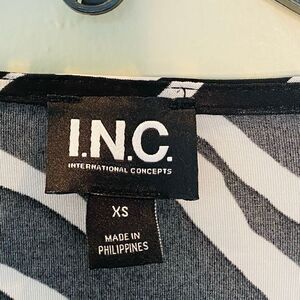 I.N.C.
INTERNATIONAL CONCEPTS
XS
MADE IN
PHILIPPINES